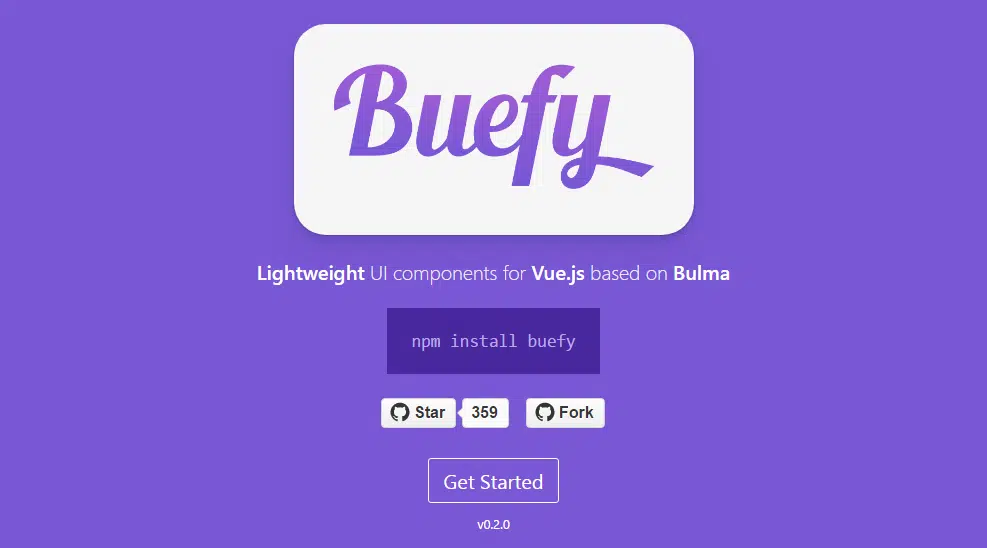 Buefy
Lightweight UI components for Vue.js based on Bulma
npm install buefy
Star 359 Fork
Get Started
v0.2.0